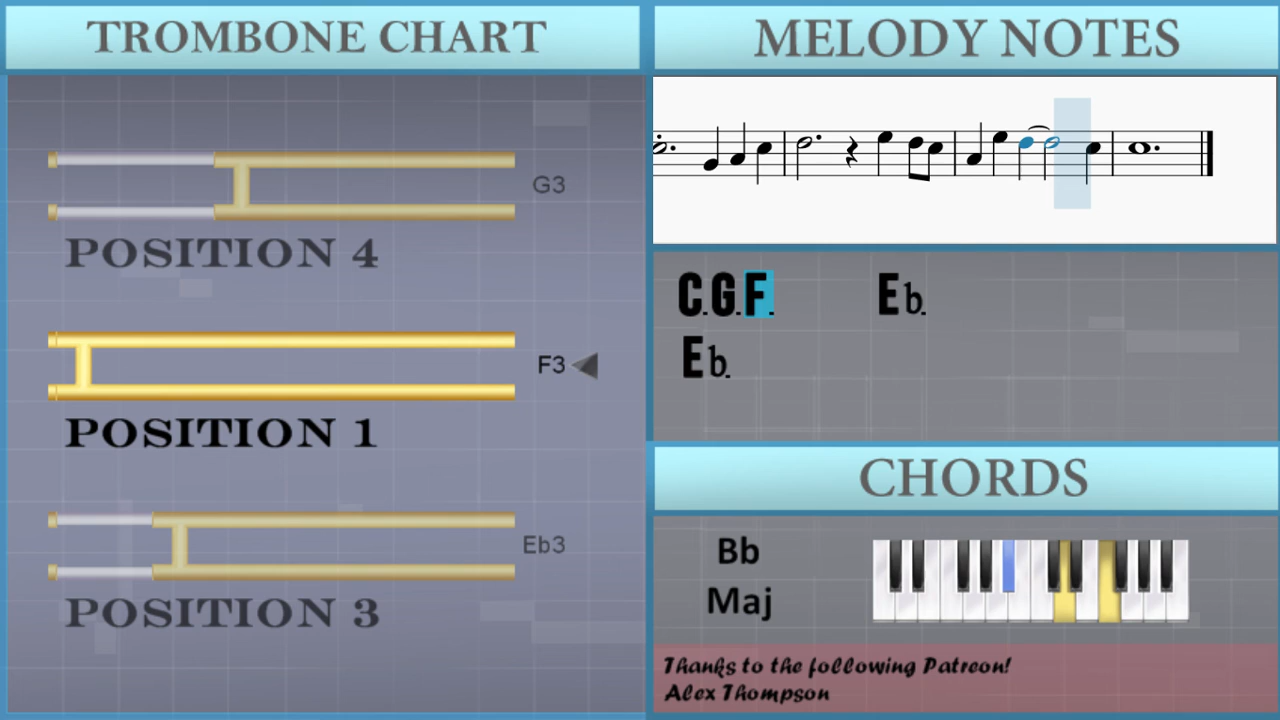 TROMBONE CHART
G3
POSITION 4
F3
POSITION 1
Eb3
POSITION 3
MELODY NOTES
C.G.F. Eb.
Eb.
CHORDS
Bb
Maj
Thanks to the following Patreon!
Alex Thompson